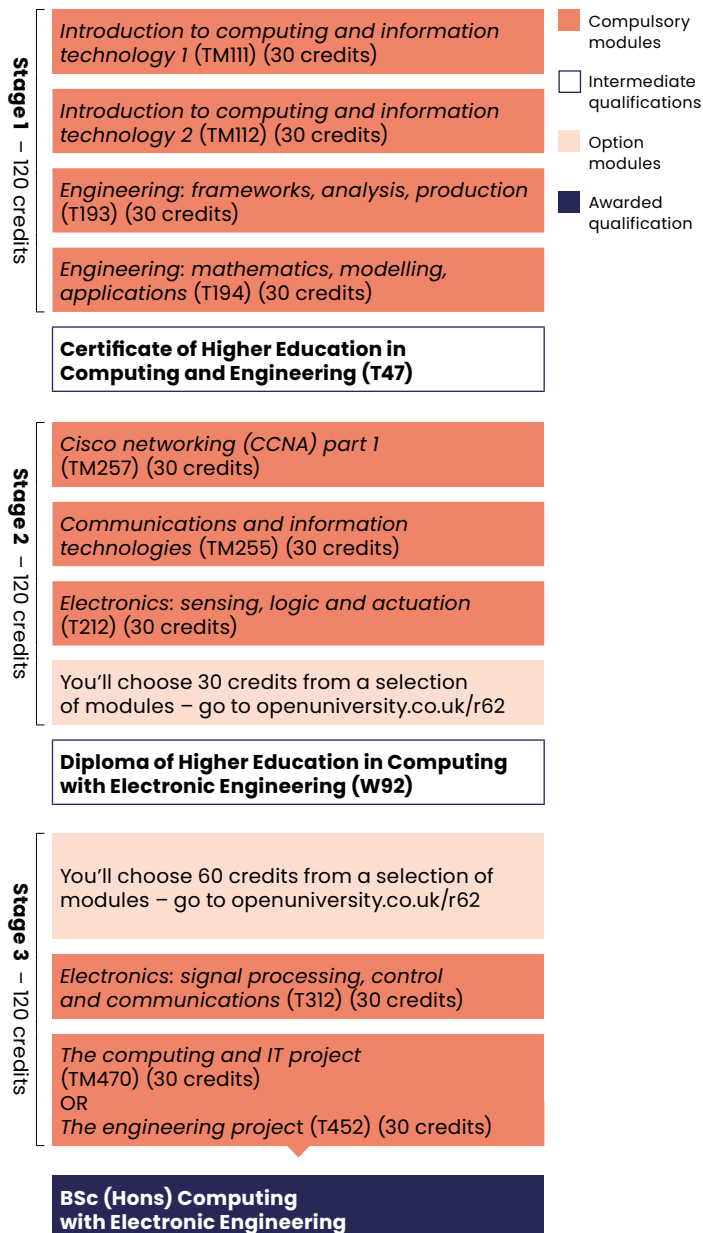 Stage 1 – 120 credits
Introduction to computing and information
technology 1 (TM111) (30 credits)
Introduction to computing and information
technology 2 (TM112) (30 credits)
Engineering: frameworks, analysis, production
(T193) (30 credits)
Engineering: mathematics, modelling,
applications (T194) (30 credits)
Certificate of Higher Education in
Computing and Engineering (T47)
Compulsory
modules
Intermediate
qualifications
Option
modules
Awarded
qualification
Stage 2 – 120 credits
Cisco networking (CCNA) part 1
(TM257) (30 credits)
Communications and information
technologies (TM255) (30 credits)
Electronics: sensing, logic and actuation
(T212) (30 credits)
You’ll choose 30 credits from a selection
of modules – go to openuniversity.co.uk/r62
Diploma of Higher Education in Computing
with Electronic Engineering (W92)
Stage 3 – 120 credits
You’ll choose 60 credits from a selection of
modules – go to openuniversity.co.uk/r62
Electronics: signal processing, control
and communications (T312) (30 credits)
The computing and IT project
(TM470) (30 credits)
OR
The engineering project (T452) (30 credits)
BSc (Hons) Computing
with Electronic Engineering